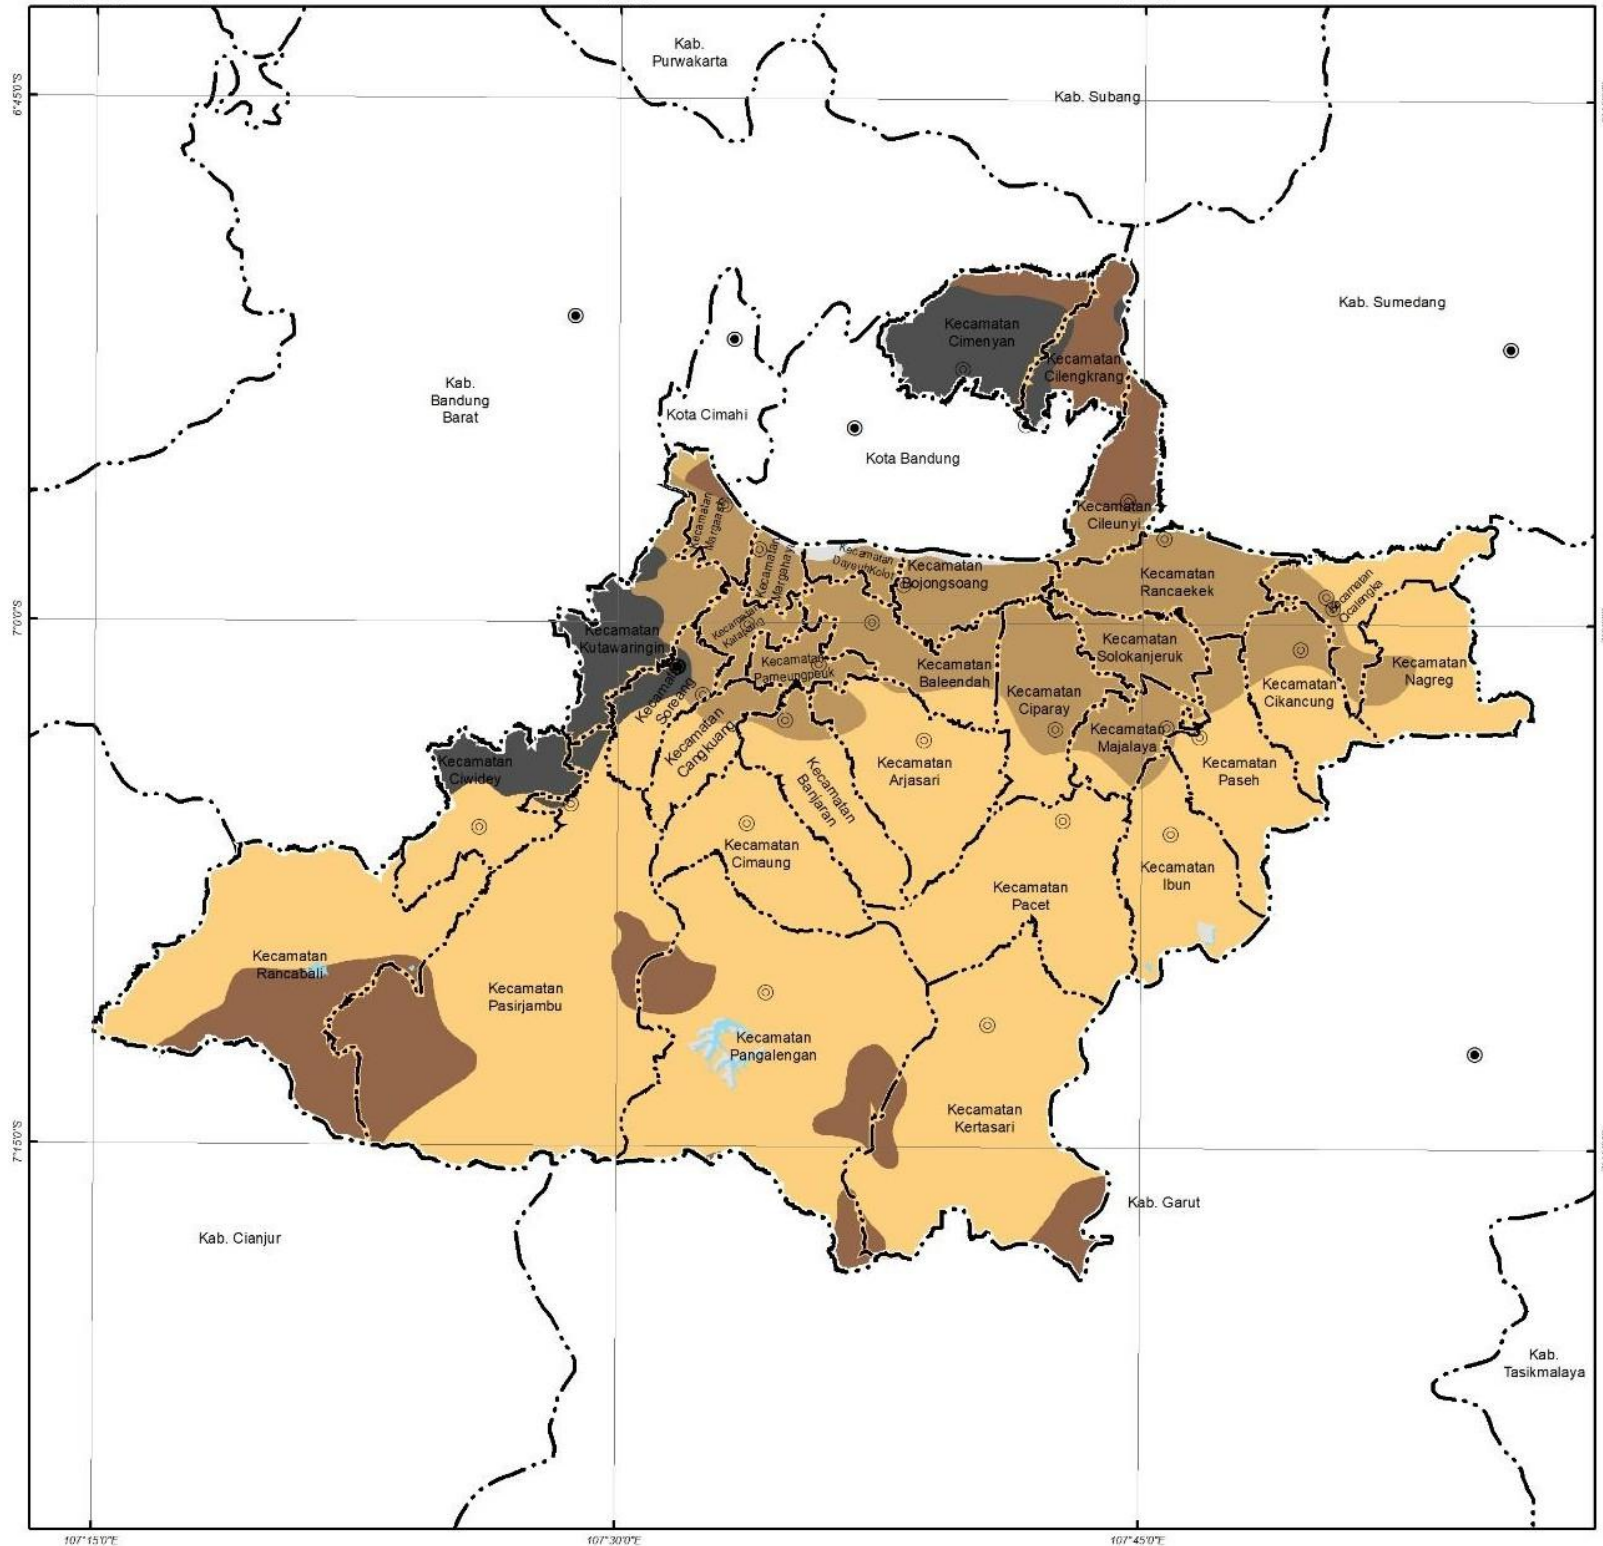 Kab.
Purwakarta
Kab. Subang
6°45'0"S
Kab. Sumedang
Kecamatan
Cimenyan
Kecamatan
Cilengkrang
Kab.
Bandung
Barat
Kota Cimahi
Kota Bandung
Kecamatan
Cileunyi
Kecamatan
Margaasih
Kecamatan
Margahayu
Kecamatan
DayeuhKolot
Kecamatan
Bojongsoang
Kecamatan
Rancaekek
Kecamatan
Cicalengka
7°0'0"S
Kecamatan
Kutawaringin
Kecamatan
Katapang
Kecamatan
Solokanjeruk
Kecamatan
Pameungpeuk
Kecamatan
Baleendah
Kecamatan
Nagreg
Kecamatan
Soreang
Kecamatan
Ciparay
Kecamatan
Cikancung
Kecamatan
Cangkuang
Kecamatan
Majalaya
Kecamatan
Ciwidey
Kecamatan
Banjaran
Kecamatan
Arjasari
Kecamatan
Paseh
Kecamatan
Cimaung
Kecamatan
Ibun
Kecamatan
Pacet
Kecamatan
Rancabali
Kecamatan
Pasirjambu
Kecamatan
Pangalengan
Kecamatan
Kertasari
7°15'0"S
Kab. Garut
Kab. Cianjur
Kab.
Tasikmalaya
107°15'0"E
107°30'0"E
107°45'0"E